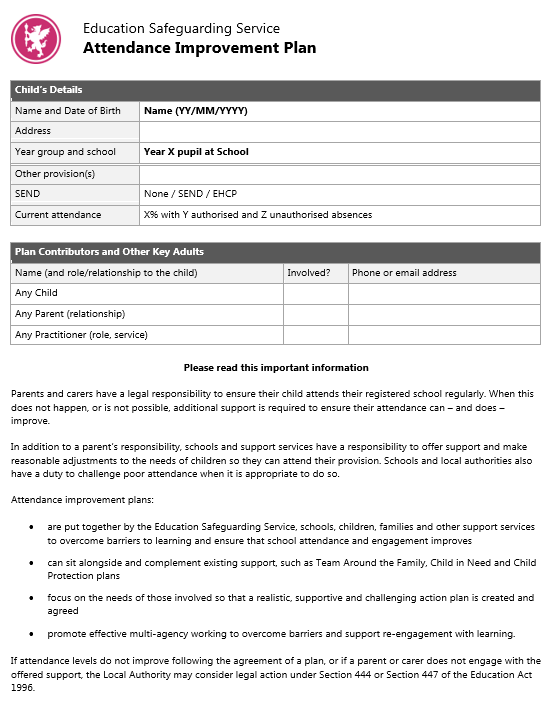 Education Safeguarding Service
Attendance Improvement Plan
Child's Details
Name and Date of Birth Name (YY/MM/YYYY)
Address
Year group and school Year X pupil at School
Other provision(s)
SEND None / SEND / EHCP
Current attendance X% with Y authorised and Z unauthorised absences
Plan Contributors and Other Key Adults
Name (and role/relationship to the child) Involved? Phone or email address
Any Child
Any Parent (relationship)
Any Practitioner (role, service)
Please read this important information
Parents and carers have a legal responsibility to ensure their child attends their registered school regularly. When this
does not happen, or is not possible, additional support is required to ensure their attendance can – and does –
improve.
In addition to a parent's responsibility, schools and support services have a responsibility to offer support and make
reasonable adjustments to the needs of children so they can attend their provision. Schools and local authorities also
have a duty to challenge poor attendance when it is appropriate to do so.
Attendance improvement plans:
• are put together by the Education Safeguarding Service, schools, children, families and other support services
to overcome barriers to learning and ensure that school attendance and engagement improves
• can sit alongside and complement existing support, such as Team Around the Family, Child in Need and Child
Protection plans
• focus on the needs of those involved so that a realistic, supportive and challenging action plan is created and
agreed
• promote effective multi-agency working to overcome barriers and support re-engagement with learning.
If attendance levels do not improve following the agreement of a plan, or if a parent or carer does not engage with the
offered support, the Local Authority may consider legal action under Section 444 or Section 447 of the Education Act
1996.